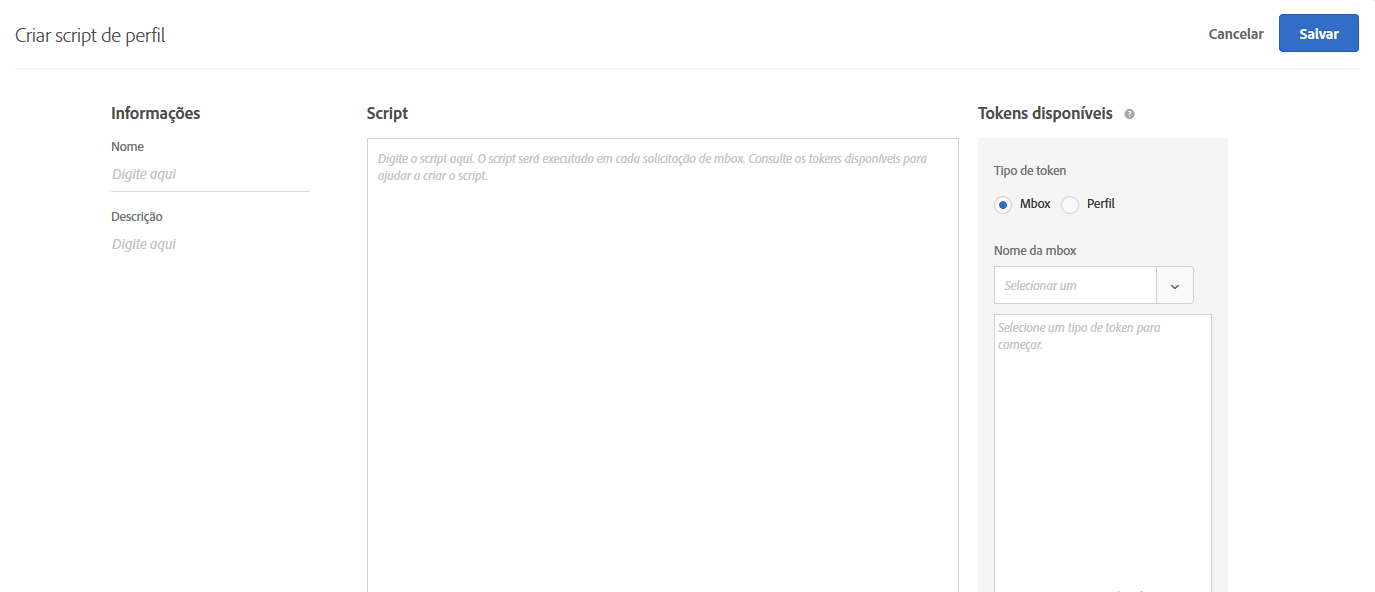 Criar script de perfil
Cancelar
Salvar
Informações
Nome
Digite aqui
Descrição
Digite aqui
Script
Digite o script aqui. O script será executado em cada solicitação de mbox. Consulte os tokens disponíveis para
ajudar a criar o script.
Tokens disponíveis
Tipo de token
Mbox
Perfil
Nome da mbox
Selecionar um
Selecione um tipo de token para
começar.